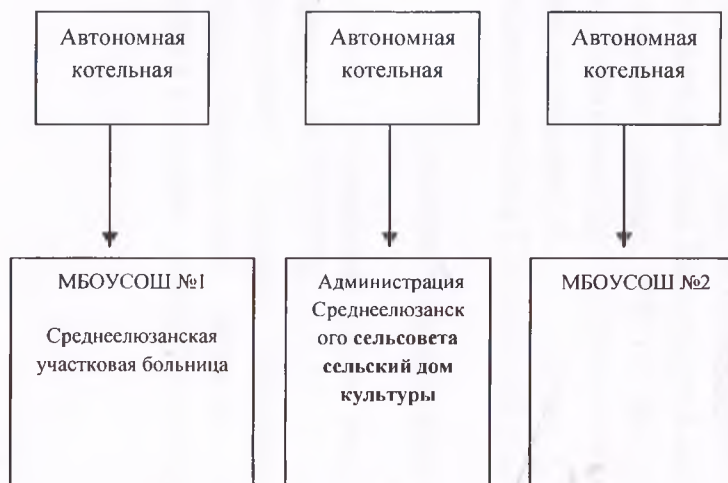 Автономная
котельная
Автономная
котельная
Автономная
котельная
МБОУСОШ №1
Среднеелюзанская
участковая больница
Администрация
Среднеелюзанск
ого сельсовета
сельский дом
культуры
МБОУСОШ №2